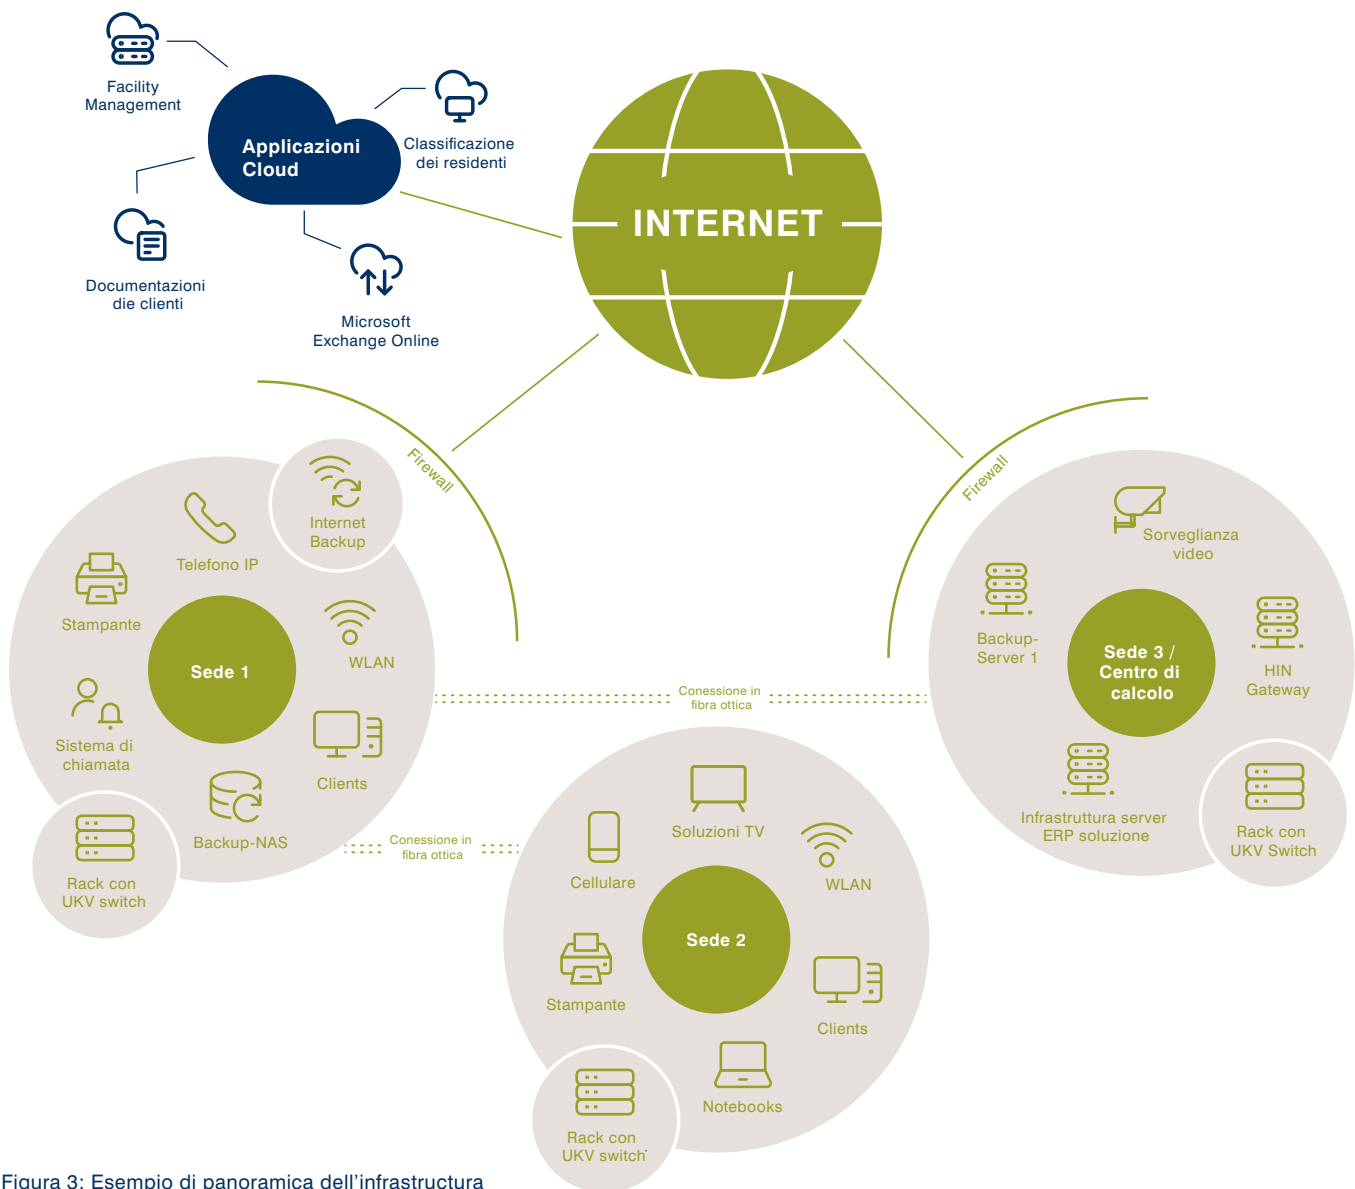 Facility
Management
Applicazioni
Cloud
Classificazione
dei residenti
Documentazioni
die clienti
Microsoft
Exchange Online
INTERNET
Firewall
Firewall
Internet
Backup
Telefono IP
Stampante
WLAN
Sede 1
Sistema di
chiamata
Clients
Backup-NAS
Rack con
UKV switch
Conessione in
fibra ottica
Conessione in
fibra ottica
Soluzioni TV
Cellulare
WLAN
Sede 2
Stampante
Clients
Notebooks
Rack con
UKV switch
Sorveglianza
video
Backup-
Server 1
Sede 3 /
Centro di
calcolo
HIN
Gateway
Infrastruttura server
ERP soluzione
Rack con
UKV Switch
Figura 3: Esempio di panoramica dell’infrastructura